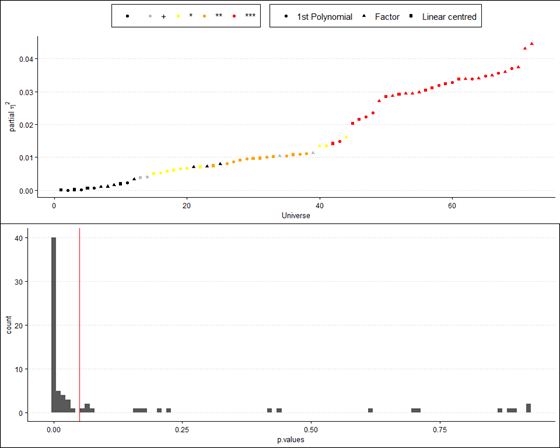 + * ** *** 1st Polynomial Factor Linear centred
0.04
0.03
0.02
0.01
0.00
partial η²
0 20 40 60
Universe
40
30
20
10
0
count
0.00 0.25 0.50 0.75
p.values